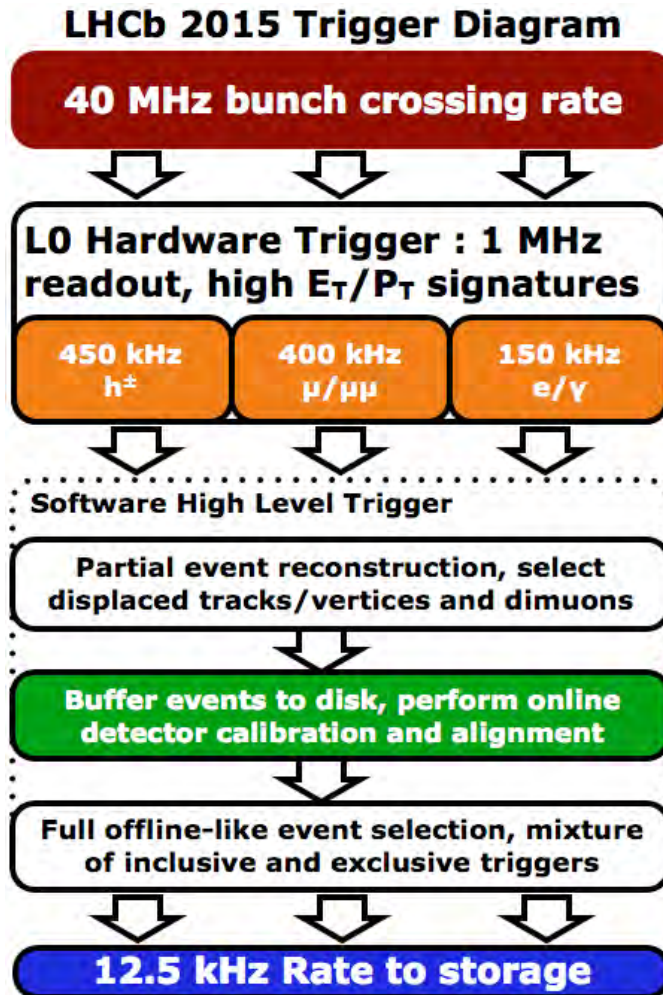 LHCb 2015 Trigger Diagram
40 MHz bunch crossing rate
L0 Hardware Trigger : 1 MHz
readout, high E_T/P_T signatures
450 kHz
h±
400 kHz
μ/μμ
150 kHz
e/γ
Software High Level Trigger
Partial event reconstruction, select
displaced tracks/vertices and dimuons
Buffer events to disk, perform online
detector calibration and alignment
Full offline-like event selection, mixture
of inclusive and exclusive triggers
12.5 kHz Rate to storage